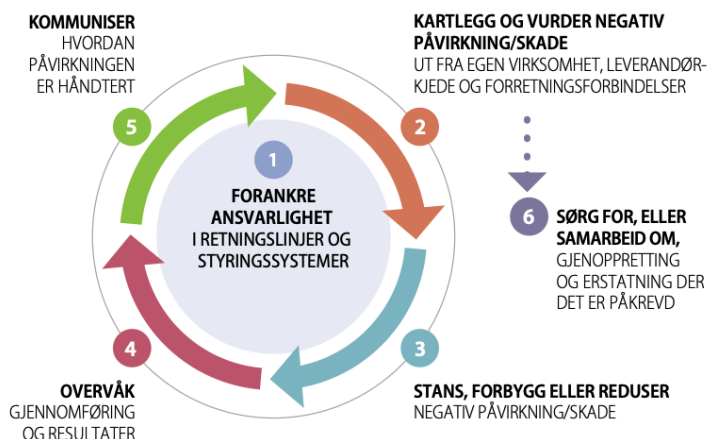 1
FORANKRE
ANSVARLIGHET
I RETNINGSLINJER OG
STYRINGSSYSTEMER
KARTLEGG OG VURDER NEGATIV
PÅVIRKNING/SKADE
UT FRA EGEN VIRKSOMHET, LEVERANDØR-
KJEDE OG FORRETNINGSFORBINDELSER
2
3
STANS, FORBYGG ELLER REDUSER
NEGATIV PÅVIRKNING/SKADE
4
OVERVÅK
GJENNOMFØRING
OG RESULTATER
KOMMUNISER
HVORDAN
PÅVIRKNINGEN
ER HÅNDTERT
5
6
SØRG FOR, ELLER
SAMARBEID OM,
GJENOPPRETTING
OG ERSTATNING DER
DET ER PÅKREVD